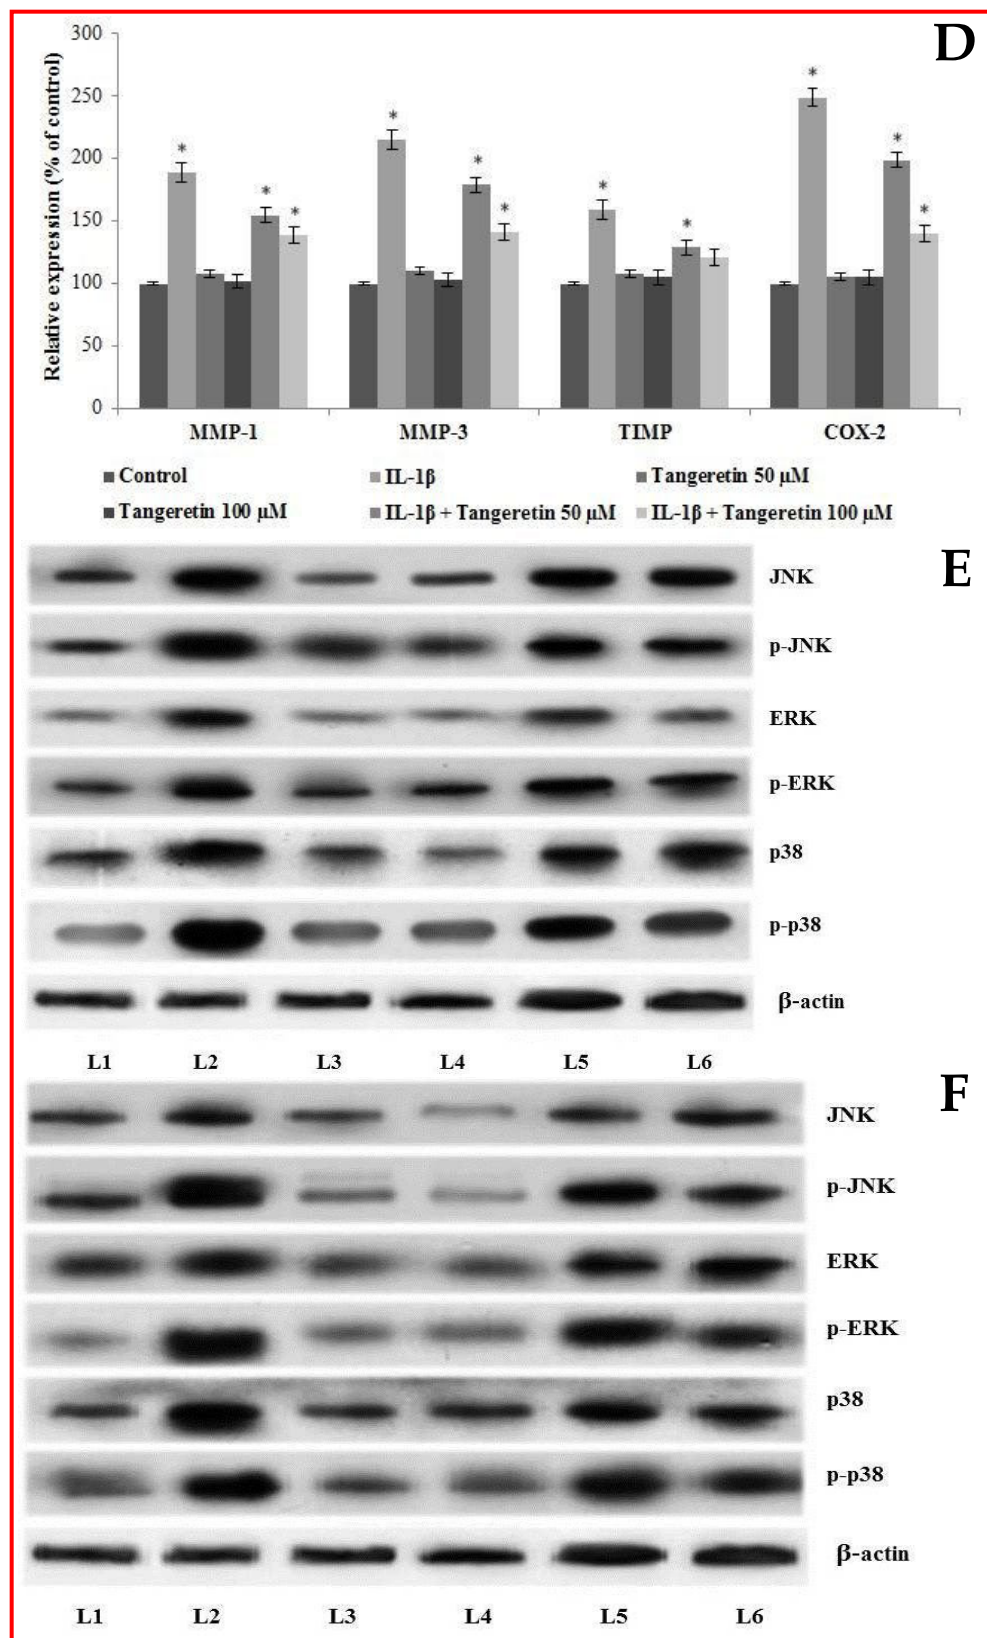 D
300
250
200
150
100
50
0
Relative expression (% of control)
* * * * * * * * * * *
MMP-1 MMP-3 TIMP COX-2
Control IL-1β Tangeretin 50 μM
Tangeretin 100 μM IL-1β + Tangeretin 50 μM IL-1β + Tangeretin 100 μM
E
JNK
p-JNK
ERK
p-ERK
p38
p-p38
β-actin
L1 L2 L3 L4 L5 L6
F
JNK
p-JNK
ERK
p-ERK
p38
p-p38
β-actin
L1 L2 L3 L4 L5 L6